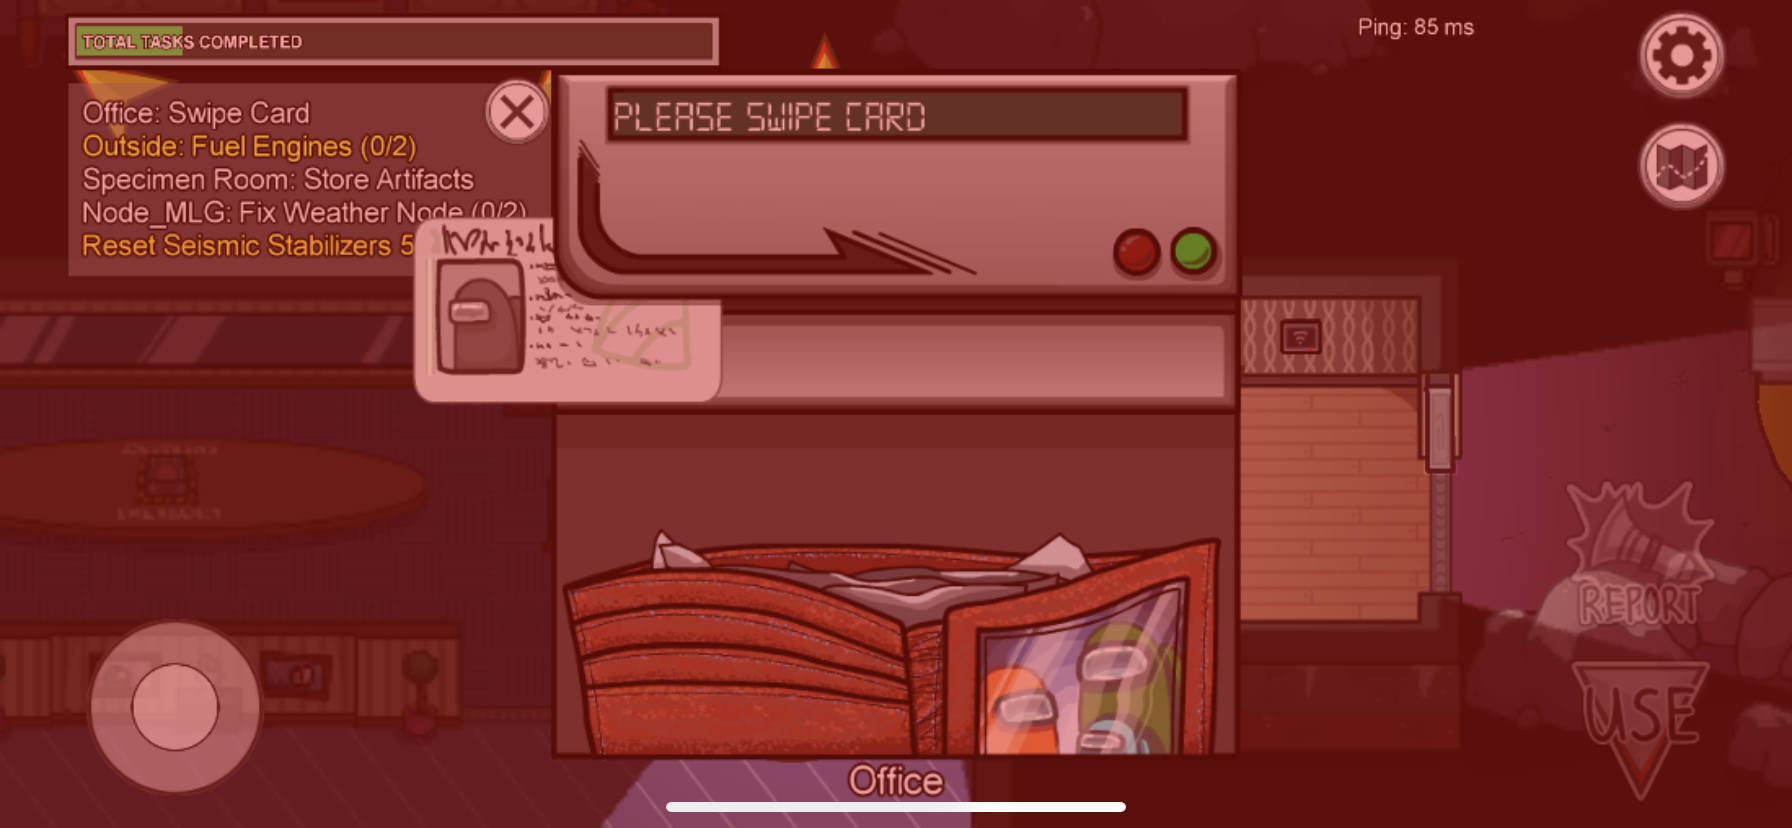 TOTAL TASKS COMPLETED
Ping: 85 ms
Office: Swipe Card
Outside: Fuel Engines (0/2)
Specimen Room: Store Artifacts
Node_MLG: Fix Weather Node (0/2)
Reset Seismic Stabilizers 5
PLEASE SWIPE CARD
REPORT
USE
Office